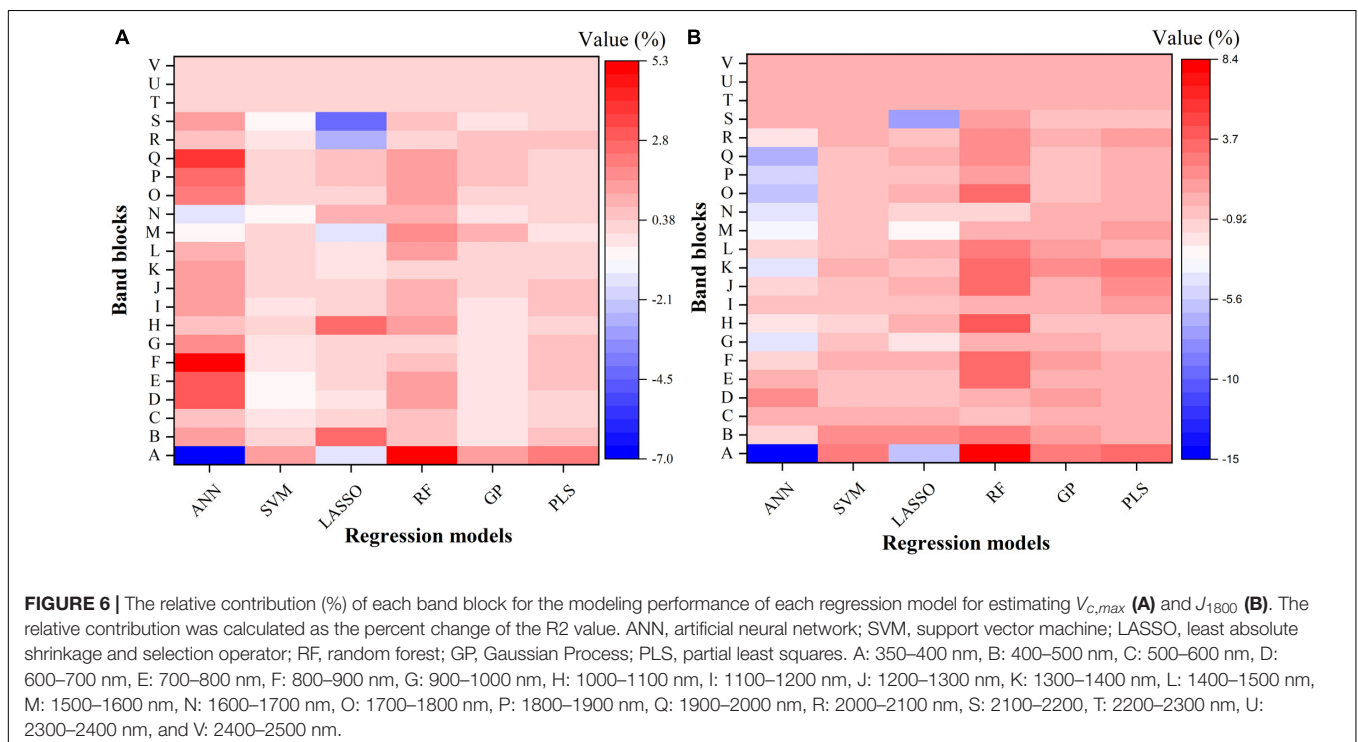 A
Value (%)
V
U
T
S
R
Q
P
O
N
M
L
K
J
I
H
G
F
E
D
C
B
A
Band blocks
5.3
2.8
0.38
-2.1
-4.5
-7.0
ANN
SVM
LASSO
RF
GP
PLS
Regression models
B
Value (%)
V
U
T
S
R
Q
P
O
N
M
L
K
J
I
H
G
F
E
D
C
B
A
Band blocks
8.4
3.7
-0.92
-5.6
-10
-15
ANN
SVM
LASSO
RF
GP
PLS
Regression models
FIGURE 6 | The relative contribution (%) of each band block for the modeling performance of each regression model for estimating V_{c,max} (A) and J_{1800} (B). The
relative contribution was calculated as the percent change of the R2 value. ANN, artificial neural network; SVM, support vector machine; LASSO, least absolute
shrinkage and selection operator; RF, random forest; GP, Gaussian Process; PLS, partial least squares. A: 350–400 nm, B: 400–500 nm, C: 500–600 nm, D:
600–700 nm, E: 700–800 nm, F: 800–900 nm, G: 900–1000 nm, H: 1000–1100 nm, I: 1100–1200 nm, J: 1200–1300 nm, K: 1300–1400 nm, L: 1400–1500 nm,
M: 1500–1600 nm, N: 1600–1700 nm, O: 1700–1800 nm, P: 1800–1900 nm, Q: 1900–2000 nm, R: 2000–2100 nm, S: 2100–2200, T: 2200–2300 nm, U:
2300–2400 nm, and V: 2400–2500 nm.